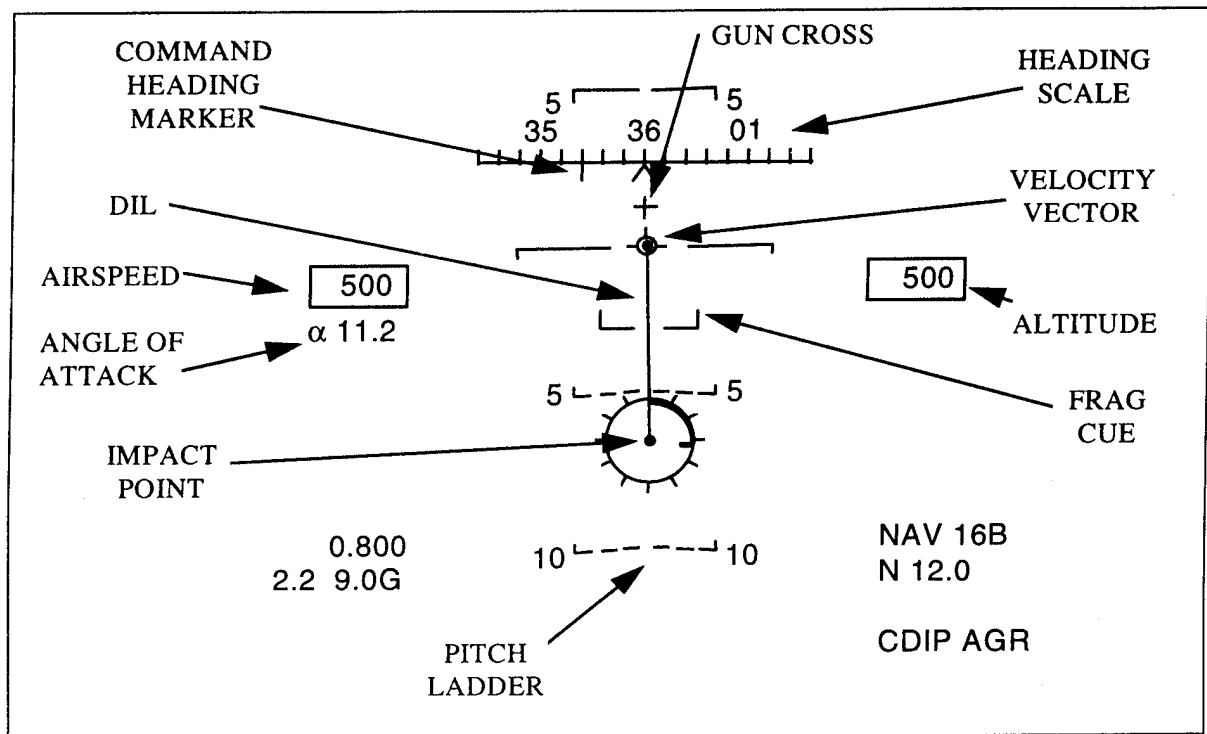 GUN CROSS
COMMAND
HEADING
MARKER
HEADING
SCALE
5 5
35 36 01
DIL
VELOCITY
VECTOR
AIRSPEED
500
500
α 11.2
ALTITUDE
ANGLE OF
ATTACK
5 5
FRAG
CUE
IMPACT
POINT
0.800
2.2 9.0G
10 10
NAV 16B
N 12.0
CDIP AGR
PITCH
LADDER